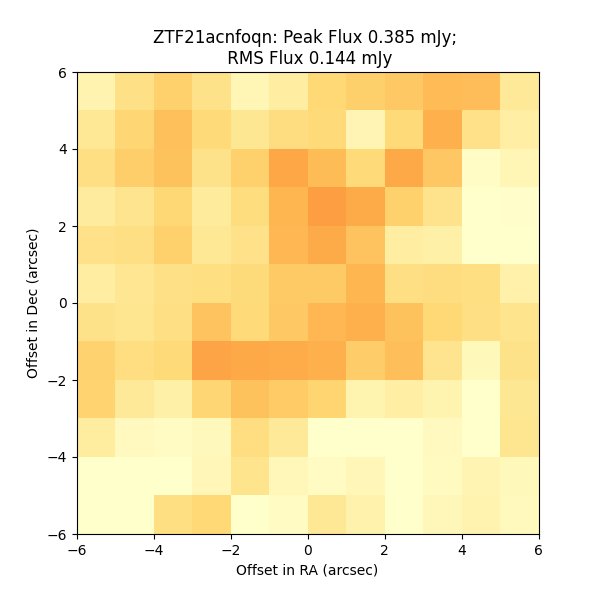 ZTF21acnfoqn: Peak Flux 0.385 mJy;
RMS Flux 0.144 mJy
6
4
2
0
−2
−4
−6
Offset in Dec (arcsec)
−6 −4 −2 0 2 4 6
Offset in RA (arcsec)